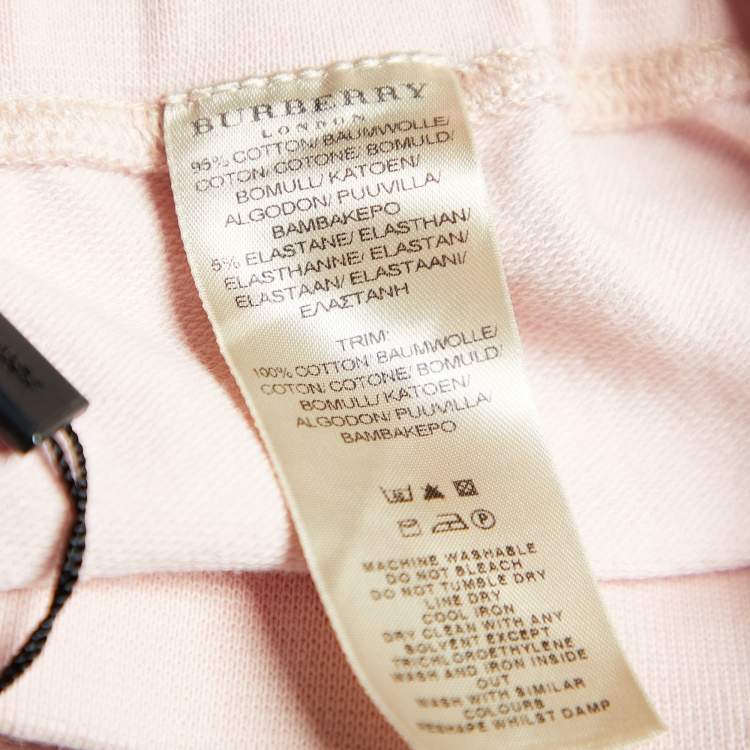 BURBERRY
LONDON
95% COTTON/ BAUMWOLLE/
COTON/ COTONE/ BOMULD/
BOMULL/ KATOEN/
ALGODON/ PUUVILLA/
ΒΑΜΒΑΚΕΡΟ
5% ELASTANE/ ELASTHAN/
ELASTHANNE/ ELASTAN/
ELASTAAN/ ELASTAANI/
ΕΛΑΣΤΑΝΗ
TRIM:
100% COTTON/ BAUMWOLLE/
COTON/ COTONE/ BOMULD/
BOMULL/ KATOEN/
ALGODON/ PUUVILLA/
ΒΑΜΒΑΚΕΡΟ
P
MACHINE WASHABLE
DO NOT BLEACH
DO NOT TUMBLE DRY
LINE DRY
COOL IRON
DRY CLEAN WITH ANY
SOLVENT EXCEPT
TRICHLOROETHYLENE
WASH AND IRON INSIDE
OUT
WASH WITH SIMILAR
COLOURS
RESHAPE WHILST DAMP